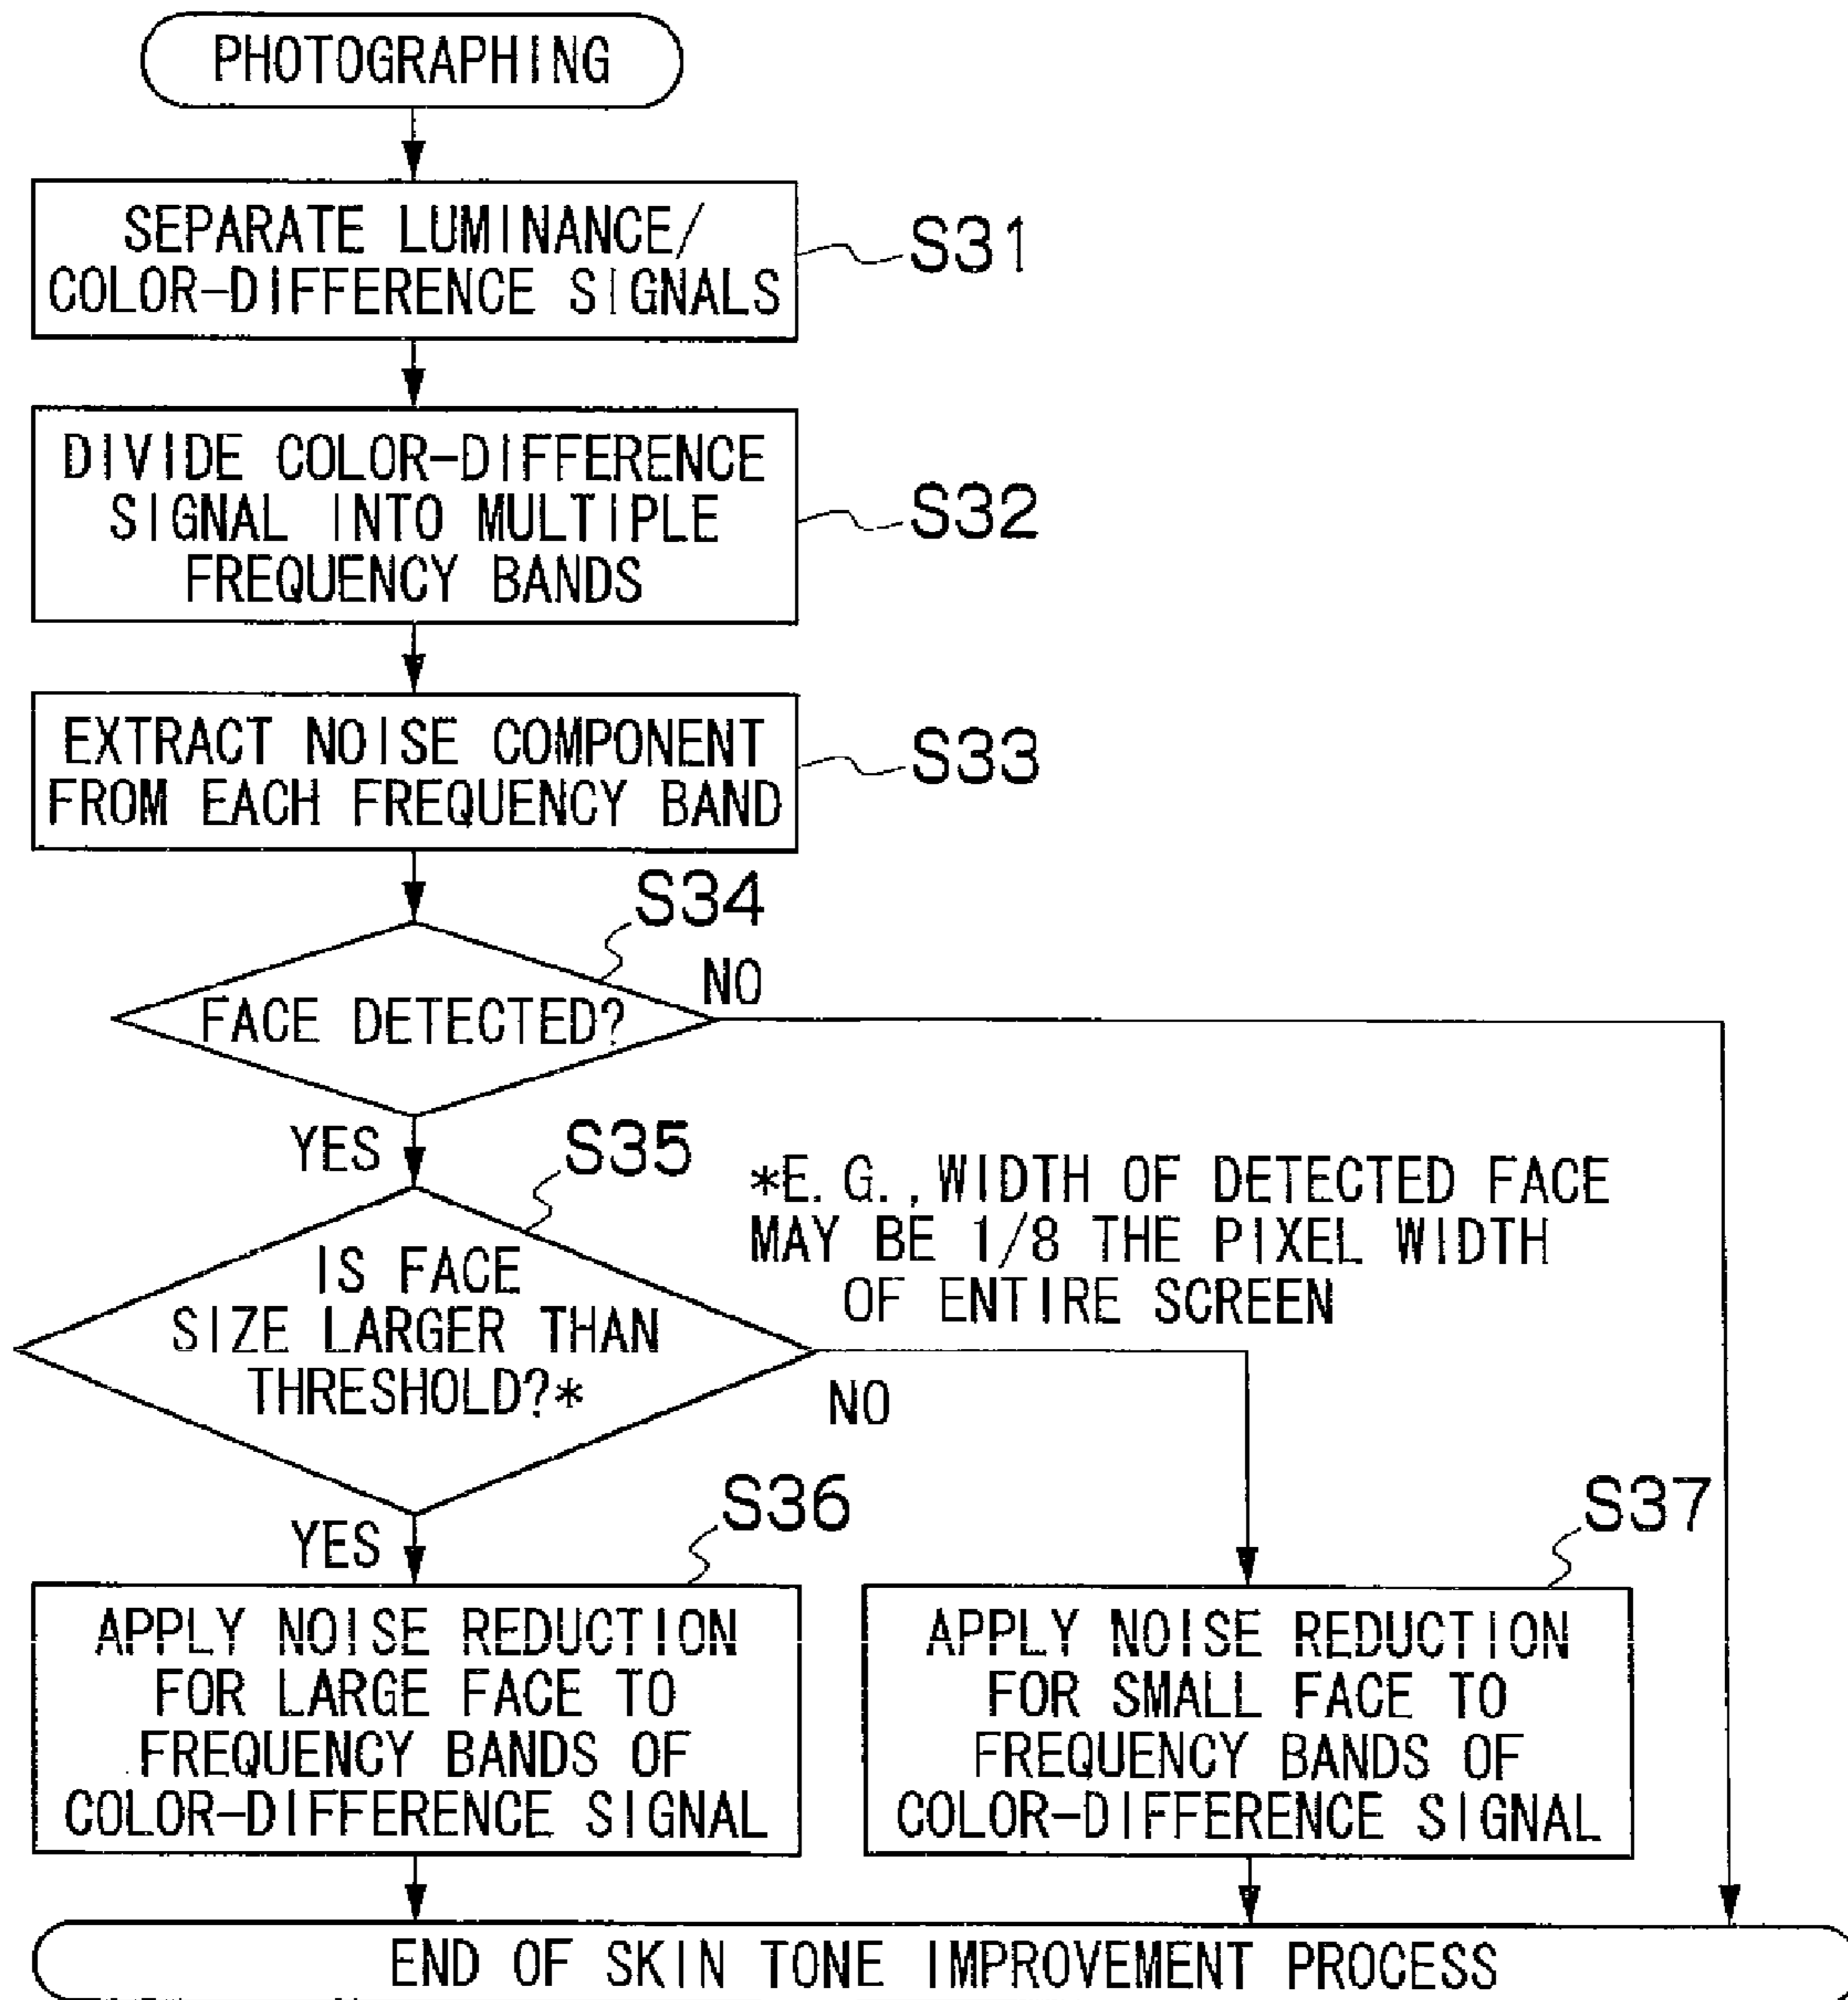 PHOTOGRAPHING
SEPARATE LUMINANCE/
COLOR-DIFFERENCE SIGNALS
S31
DIVIDE COLOR-DIFFERENCE
SIGNAL INTO MULTIPLE
FREQUENCY BANDS
S32
EXTRACT NOISE COMPONENT
FROM EACH FREQUENCY BAND
S33
S34
FACE DETECTED?
NO
YES
S35
IS FACE
SIZE LARGER THAN
THRESHOLD?*
*E.G.,WIDTH OF DETECTED FACE
MAY BE 1/8 THE PIXEL WIDTH
OF ENTIRE SCREEN
NO
YES
S36
APPLY NOISE REDUCTION
FOR LARGE FACE TO
FREQUENCY BANDS OF
COLOR-DIFFERENCE SIGNAL
S37
APPLY NOISE REDUCTION
FOR SMALL FACE TO
FREQUENCY BANDS OF
COLOR-DIFFERENCE SIGNAL
END OF SKIN TONE IMPROVEMENT PROCESS